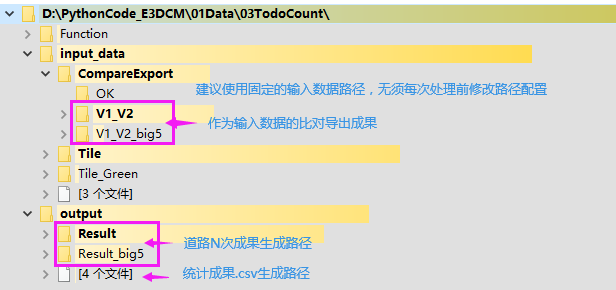 D:\PythonCode_E3DCM\01Data\03TodoCount\
Function
input_data
CompareExport
OK
建议使用固定的输入数据路径，无须每次处理前修改路径配置
V1_V2
作为输入数据的比对导出成果
V1_V2_big5
Tile
Tile_Green
[3 个文件]
output
Result
道路N次成果生成路径
Result_big5
[4 个文件]
统计成果.csv生成路径